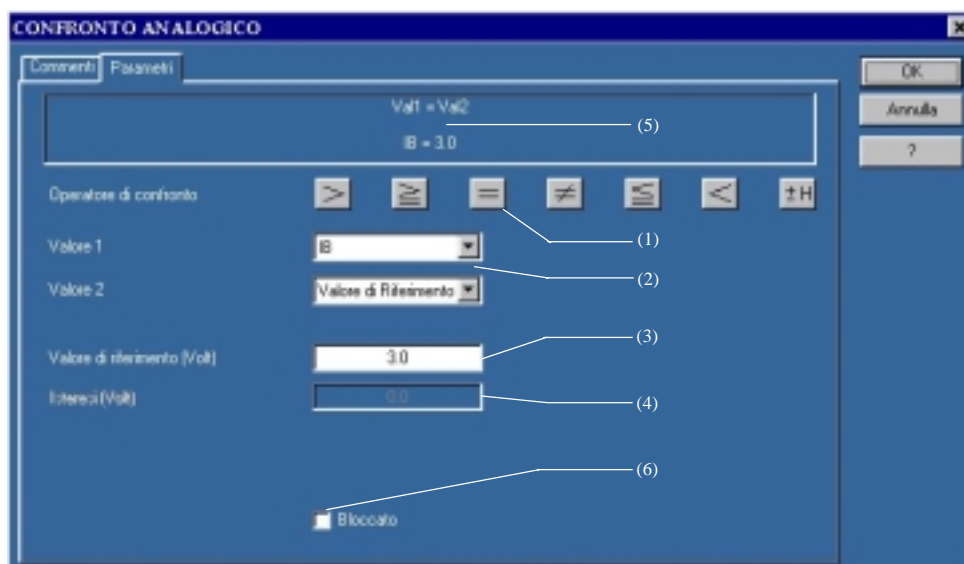 CONFRONTO ANALOGICO
Commenti Parametri
OK
Annulla
?
Val1 = Val2
IB = 3.0
(5)
Operatore di confronto > ≧ = ≠ ≦ < ±H
(1)
Valore 1 IB
(2)
Valore 2 Valore di Riferimento
(3)
Valore di riferimento (Volt) 3.0
Isteresi (Volt) 0.0
(4)
(6)
Bloccato